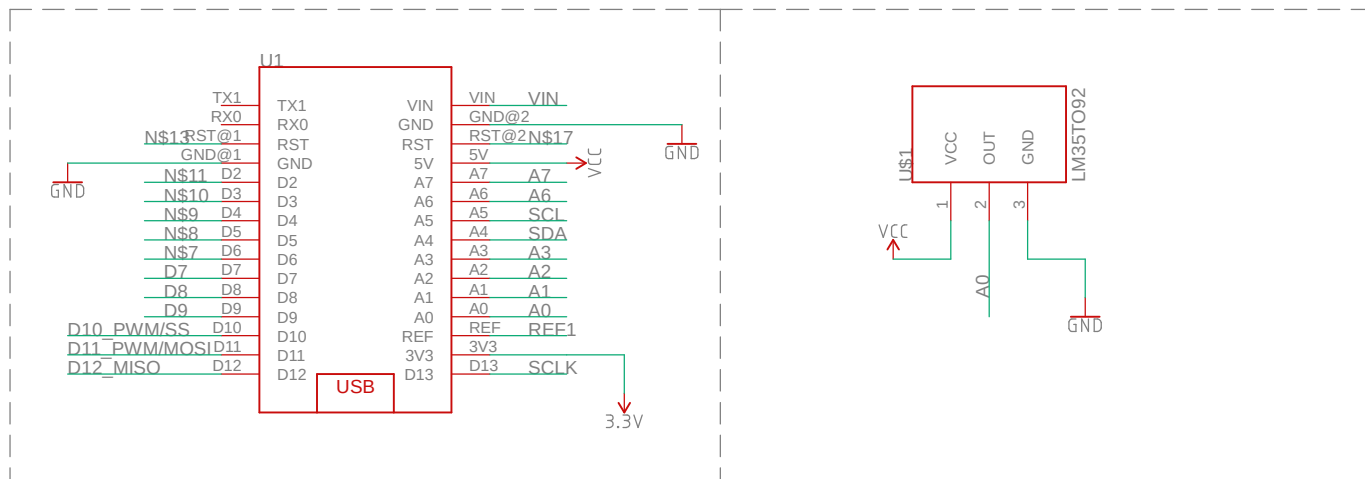 U1
TX1 TX1 VIN VIN VIN
RX0 RX0 GND GND@2
N$13 RST@1 RST RST RST@2 N$17
GND@1 GND 5V 5V VCC
GND GND
N$11 D2 D2 A7 A7 A7
N$10 D3 D3 A6 A6 A6
N$9 D4 D4 A5 A5 SCL
N$8 D5 D5 A4 A4 SDA
N$7 D6 D6 A3 A3 A3
D7 D7 D7 A2 A2 A2
D8 D8 D8 A1 A1 A1
D9 D9 D9 A0 A0 A0
D10_PWM/SS D10 D10 REF REF REF1
D11_PWM/MOSI D11 D11 3V3 3V3
D12_MISO D12 D12 D13 D13 SCLK
USB
3.3V
U$1
VCC OUT GND
LM35TO92
1 2 3
VCC
A0
GND